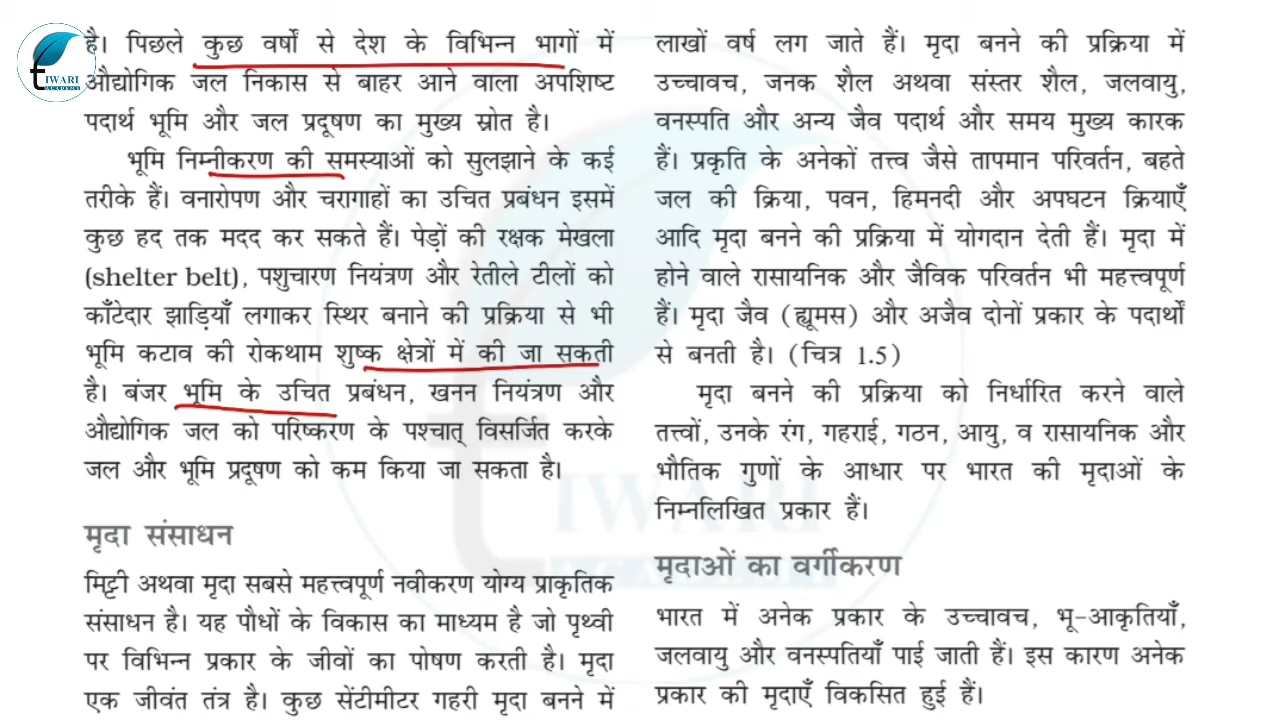 TIWARI
ACADEMY
है। पिछले कुछ वर्षों से देश के विभिन्न भागों में
औद्योगिक जल निकास से बाहर आने वाला अपशिष्ट
पदार्थ भूमि और जल प्रदूषण का मुख्य स्रोत है।
भूमि निम्नीकरण की समस्याओं को सुलझाने के कई
तरीके हैं। वनारोपण और चरागाहों का उचित प्रबंधन इसमें
कुछ हद तक मदद कर सकते हैं। पेड़ों की रक्षक मेखला
(shelter belt), पशुचारण नियंत्रण और रेतीले टीलों को
काँटेदार झाड़ियाँ लगाकर स्थिर बनाने की प्रक्रिया से भी
भूमि कटाव की रोकथाम शुष्क क्षेत्रों में की जा सकती
है। बंजर भूमि के उचित प्रबंधन, खनन नियंत्रण और
औद्योगिक जल को परिष्करण के पश्चात् विसर्जित करके
जल और भूमि प्रदूषण को कम किया जा सकता है।
मृदा संसाधन
मिट्टी अथवा मृदा सबसे महत्त्वपूर्ण नवीकरण योग्य प्राकृतिक
संसाधन है। यह पौधों के विकास का माध्यम है जो पृथ्वी
पर विभिन्न प्रकार के जीवों का पोषण करती है। मृदा
एक जीवंत तंत्र है। कुछ सेंटीमीटर गहरी मृदा बनने में
लाखों वर्ष लग जाते हैं। मृदा बनने की प्रक्रिया में
उच्चावच, जनक शैल अथवा संस्तर शैल, जलवायु,
वनस्पति और अन्य जैव पदार्थ और समय मुख्य कारक
हैं। प्रकृति के अनेकों तत्त्व जैसे तापमान परिवर्तन, बहते
जल की क्रिया, पवन, हिमनदी और अपघटन क्रियाएँ
आदि मृदा बनने की प्रक्रिया में योगदान देती हैं। मृदा में
होने वाले रासायनिक और जैविक परिवर्तन भी महत्त्वपूर्ण
हैं। मृदा जैव (ह्यूमस) और अजैव दोनों प्रकार के पदार्थों
से बनती है। (चित्र 1.5)
मृदा बनने की प्रक्रिया को निर्धारित करने वाले
तत्त्वों, उनके रंग, गहराई, गठन, आयु, व रासायनिक और
भौतिक गुणों के आधार पर भारत की मृदाओं के
निम्नलिखित प्रकार हैं।
मृदाओं का वर्गीकरण
भारत में अनेक प्रकार के उच्चावच, भू-आकृतियाँ,
जलवायु और वनस्पतियाँ पाई जाती हैं। इस कारण अनेक
प्रकार की मृदाएँ विकसित हुई हैं।
TIWARI
ACADEMY